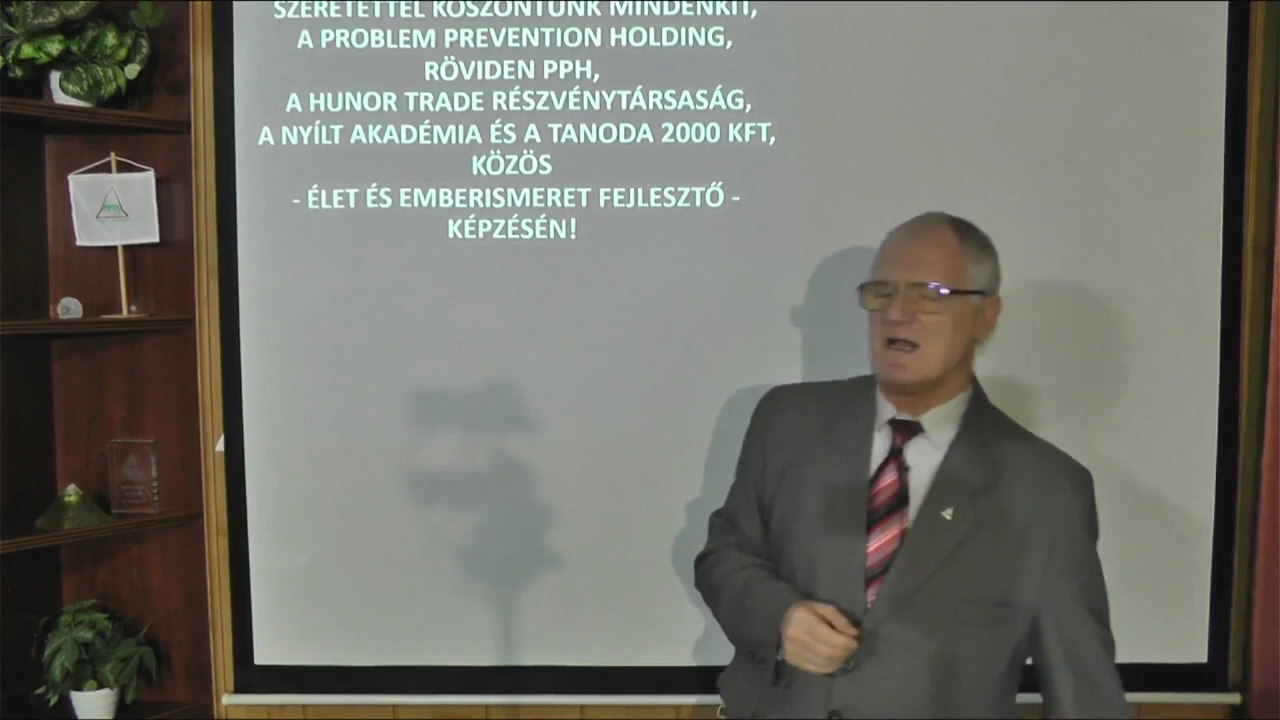 SZERETETTEL KÖSZÖNTÜNK MINDENKIT,
A PROBLEM PREVENTION HOLDING,
RÖVIDEN PPH,
A HUNOR TRADE RÉSZVÉNYTÁRSASÁG,
A NYÍLT AKADÉMIA ÉS A TANODA 2000 KFT,
KÖZÖS
- ÉLET ÉS EMBERISMERET FEJLESZTŐ -
KÉPZÉSÉN!